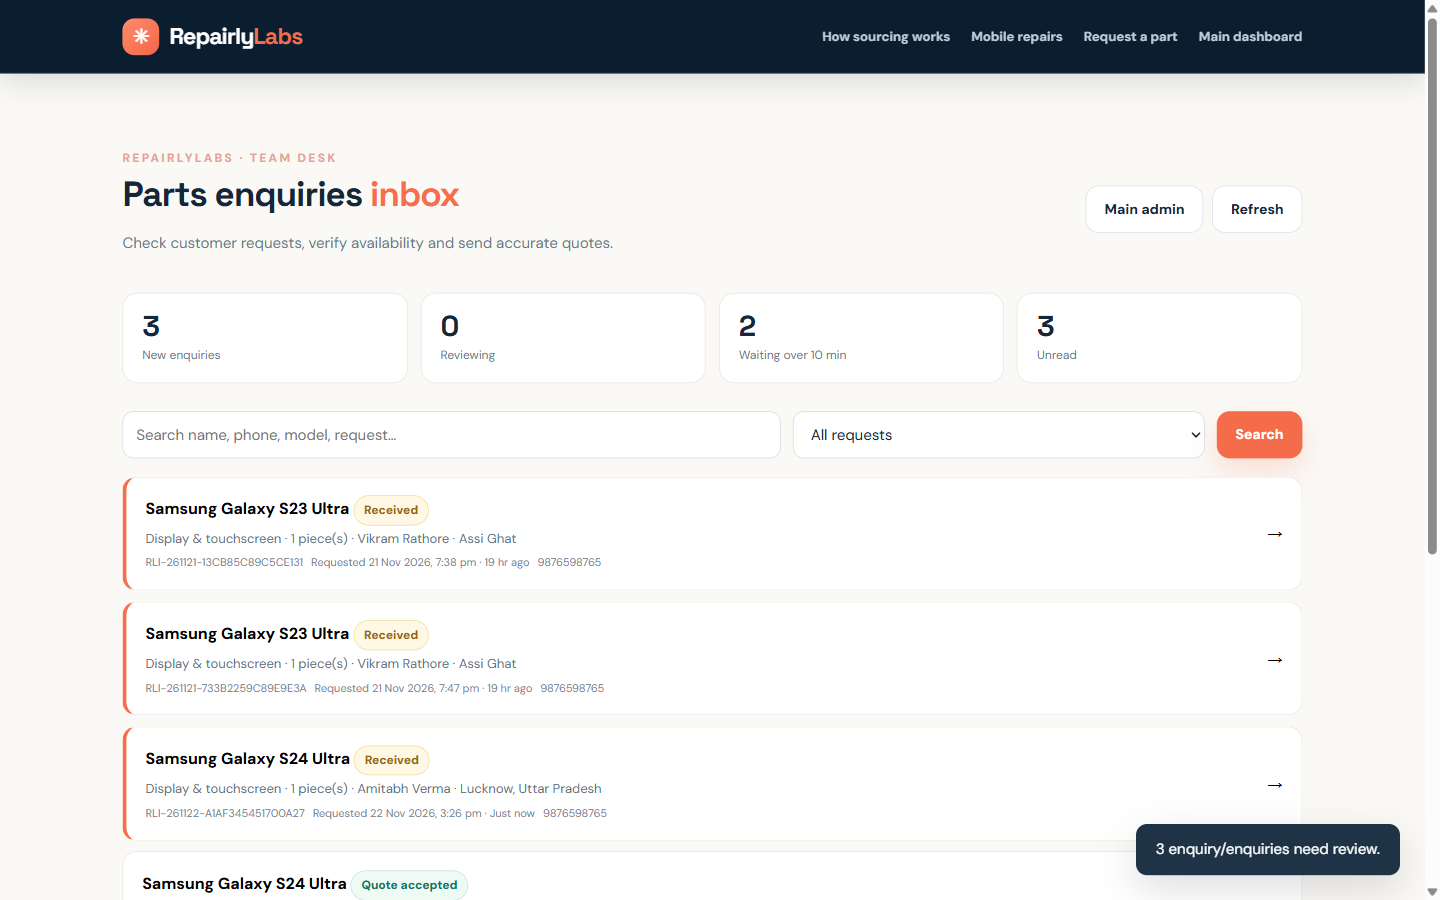 RepairlyLabs
How sourcing works Mobile repairs Request a part Main dashboard
REPAIRLYLABS · TEAM DESK
Parts enquiries inbox
Check customer requests, verify availability and send accurate quotes.
Main admin
Refresh
3
New enquiries
0
Reviewing
2
Waiting over 10 min
3
Unread
Search name, phone, model, request...
All requests
Search
Samsung Galaxy S23 Ultra Received
Display & touchscreen · 1 piece(s) · Vikram Rathore · Assi Ghat
RLI-261121-13CB85C89C5CE131 Requested 21 Nov 2026, 7:38 pm · 19 hr ago 9876598765
→
Samsung Galaxy S23 Ultra Received
Display & touchscreen · 1 piece(s) · Vikram Rathore · Assi Ghat
RLI-261121-733B2259C89E9E3A Requested 21 Nov 2026, 7:47 pm · 19 hr ago 9876598765
→
Samsung Galaxy S24 Ultra Received
Display & touchscreen · 1 piece(s) · Amitabh Verma · Lucknow, Uttar Pradesh
RLI-261122-A1AF345451700A27 Requested 22 Nov 2026, 3:26 pm · Just now 9876598765
→
3 enquiry/enquiries need review.
Samsung Galaxy S24 Ultra Quote accepted